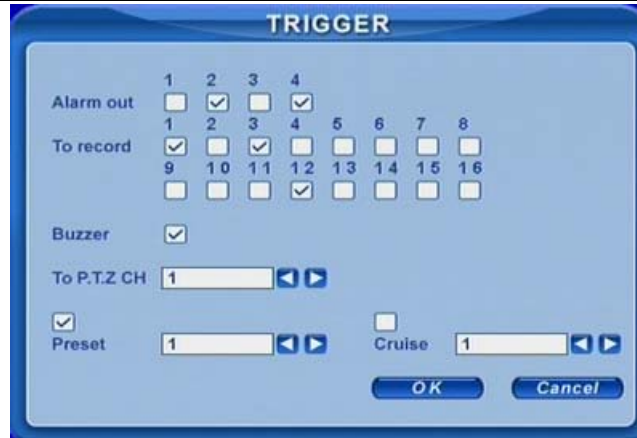 TRIGGER
1 2 3 4
Alarm out
1 2 3 4 5 6 7 8
To record
9 10 11 12 13 14 15 16
Buzzer
To P.T.Z CH 1
Preset 1 Cruise 1
OK Cancel